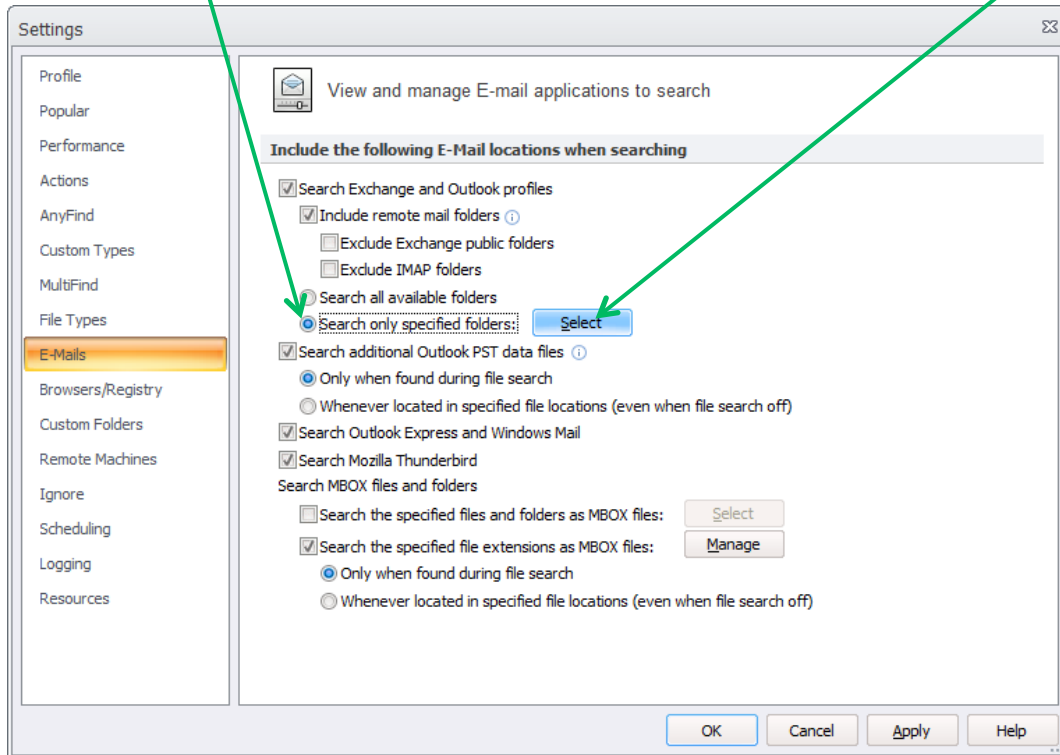 Settings
Profile
Popular
Performance
Actions
AnyFind
Custom Types
MultiFind
File Types
E-Mails
Browsers/Registry
Custom Folders
Remote Machines
Ignore
Scheduling
Logging
Resources
View and manage E-mail applications to search
Include the following E-Mail locations when searching
Search Exchange and Outlook profiles
Include remote mail folders
Exclude Exchange public folders
Exclude IMAP folders
Search all available folders
Search only specified folders: Select
Search additional Outlook PST data files
Only when found during file search
Whenever located in specified file locations (even when file search off)
Search Outlook Express and Windows Mail
Search Mozilla Thunderbird
Search MBOX files and folders
Search the specified files and folders as MBOX files: Select
Search the specified file extensions as MBOX files: Manage
Only when found during file search
Whenever located in specified file locations (even when file search off)
OK Cancel Apply Help